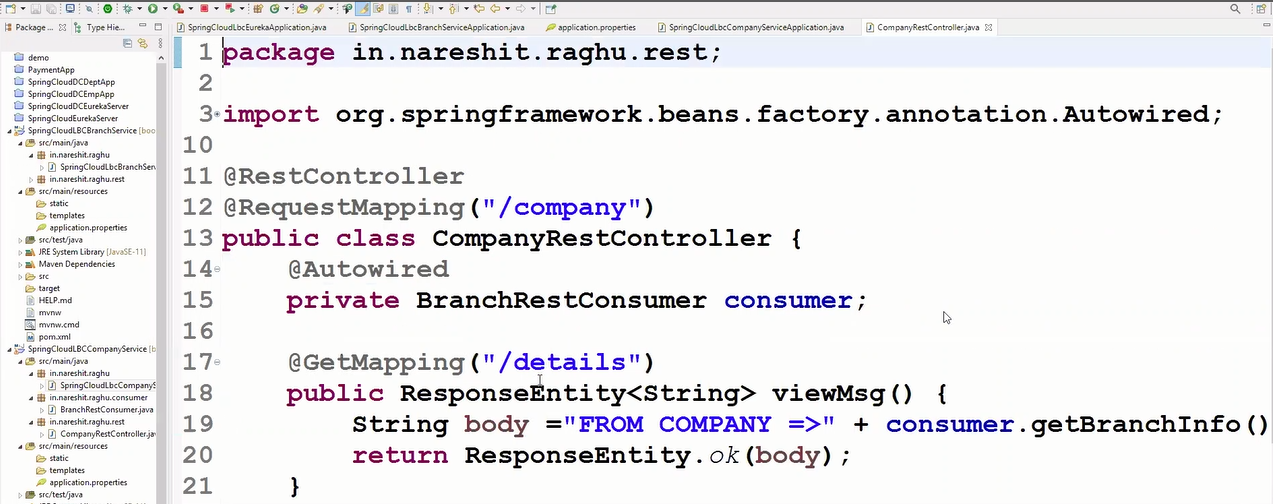 Package ...
Type Hie...
SpringCloudLbcEurekaApplication.java
SpringCloudLbcBranchServiceApplication.java
application.properties
SpringCloudLbcCompanyServiceApplication.java
CompanyRestController.java
demo
PaymentApp
SpringCloudDCDeptApp
SpringCloudDCEmpApp
SpringCloudDCEurekaServer
SpringCloudEurekaServer
SpringCloudLBCBranchService [boo
src/main/java
in.nareshit.raghu
SpringCloudLbcBranchSer
in.nareshit.raghu.rest
src/main/resources
static
templates
application.properties
src/test/java
JRE System Library [JavaSE-11]
Maven Dependencies
src
target
HELP.md
mvnw
mvnw.cmd
pom.xml
SpringCloudLBCCompanyService [b
src/main/java
in.nareshit.raghu
SpringCloudLbcCompanyS
in.nareshit.raghu.consumer
BranchRestConsumer.java
in.nareshit.raghu.rest
CompanyRestController.jav
src/main/resources
static
templates
application.properties
src/test/java
1 package in.nareshit.raghu.rest;
2
3 import org.springframework.beans.factory.annotation.Autowired;
10
11 @RestController
12 @RequestMapping("/company")
13 public class CompanyRestController {
14 @Autowired
15 private BranchRestConsumer consumer;
16
17 @GetMapping("/details")
18 public ResponseEntity<String> viewMsg() {
19 String body ="FROM COMPANY =>" + consumer.getBranchInfo()
20 return ResponseEntity.ok(body);
21 }